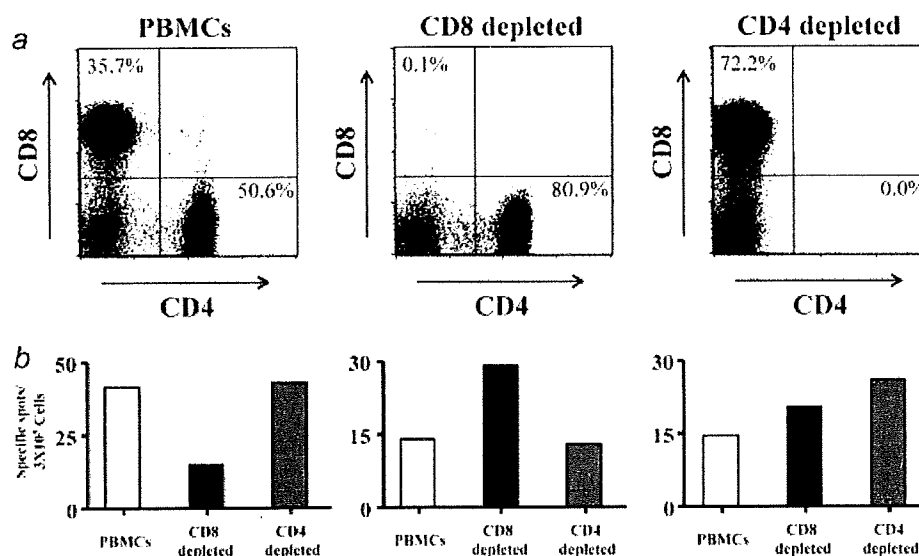 a
PBMCs
CD8 depleted
CD4 depleted
35.7%
50.6%
CD8
CD4
0.1%
80.9%
CD8
CD4
72.2%
0.0%
CD8
CD4
b
Specific spots/
3X10⁵ Cells
50
25
0
PBMCs
CD8
depleted
CD4
depleted
30
15
0
PBMCs
CD8
depleted
CD4
depleted
30
15
0
PBMCs
CD8
depleted
CD4
depleted